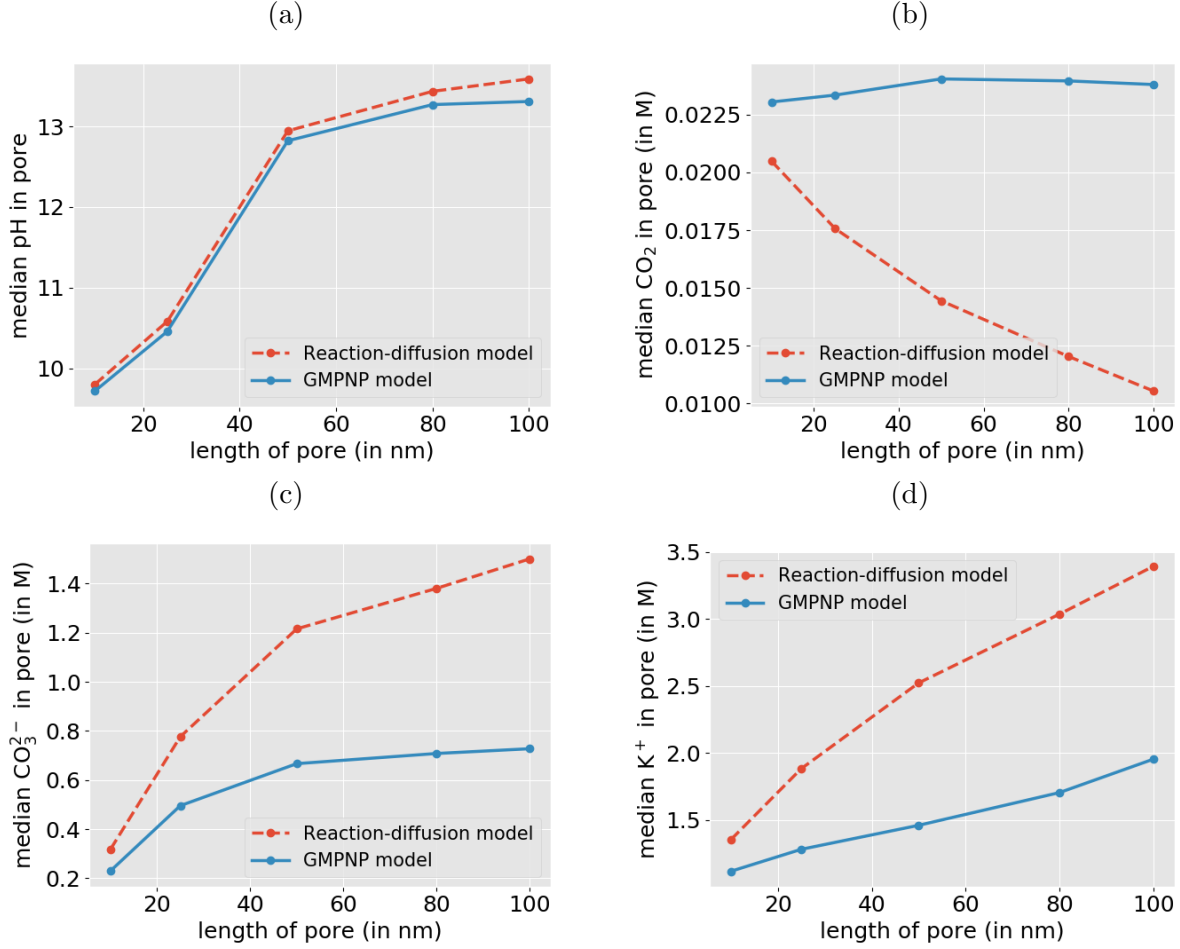 (a)
median pH in pore
13
12
11
10
Reaction-diffusion model
GMPNP model
20 40 60 80 100
length of pore (in nm)
(b)
median CO₂ in pore (in M)
0.0225
0.0200
0.0175
0.0150
0.0125
0.0100
Reaction-diffusion model
GMPNP model
20 40 60 80 100
length of pore (in nm)
(c)
median CO₃²⁻ in pore (in M)
1.4
1.2
1.0
0.8
0.6
0.4
0.2
Reaction-diffusion model
GMPNP model
20 40 60 80 100
length of pore (in nm)
(d)
median K⁺ in pore (in M)
3.5
3.0
2.5
2.0
1.5
Reaction-diffusion model
GMPNP model
20 40 60 80 100
length of pore (in nm)